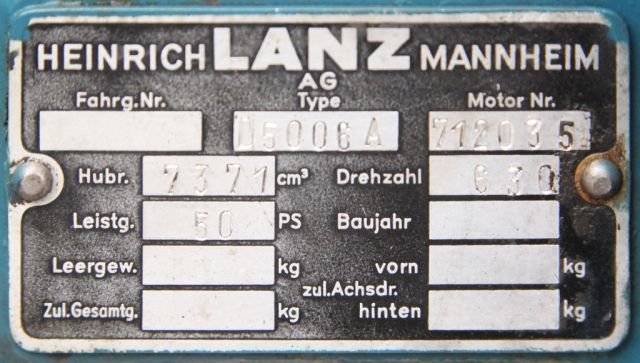 HEINRICH LANZ MANNHEIM
AG
Fahrg.Nr. Type Motor Nr.
D5006A 712035
Hubr. 7371 cm³ Drehzahl 630
Leistg. 50 PS Baujahr
Leergew. kg vorn kg
zul.Achsdr.
Zul.Gesamtg. kg hinten kg